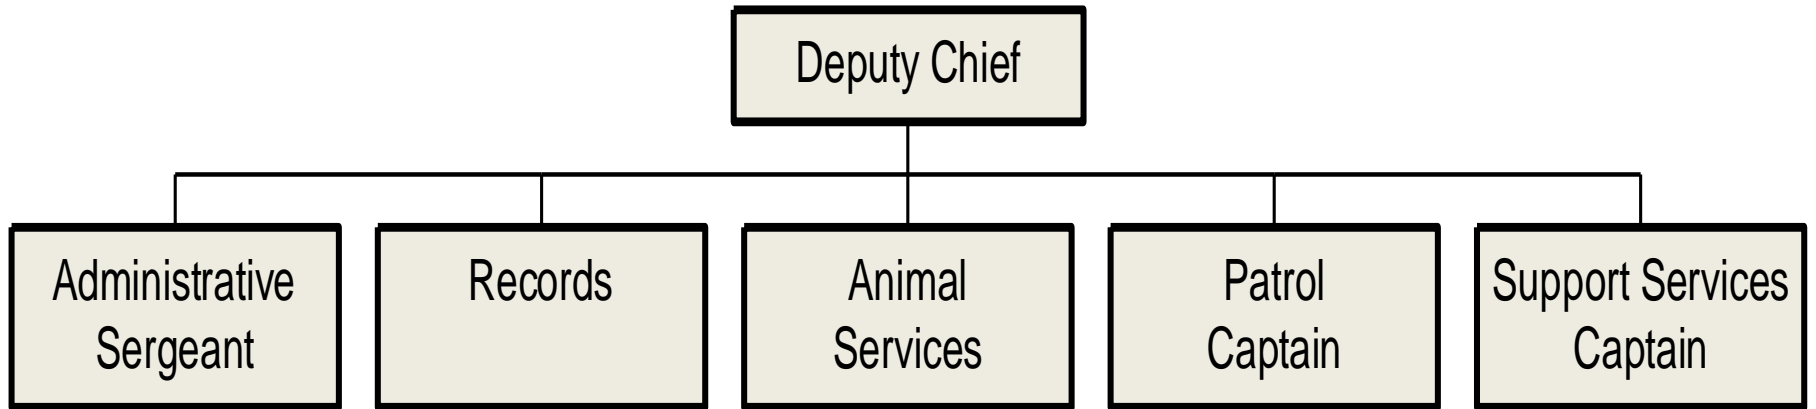 Deputy Chief
Administrative
Sergeant
Records
Animal
Services
Patrol
Captain
Support Services
Captain